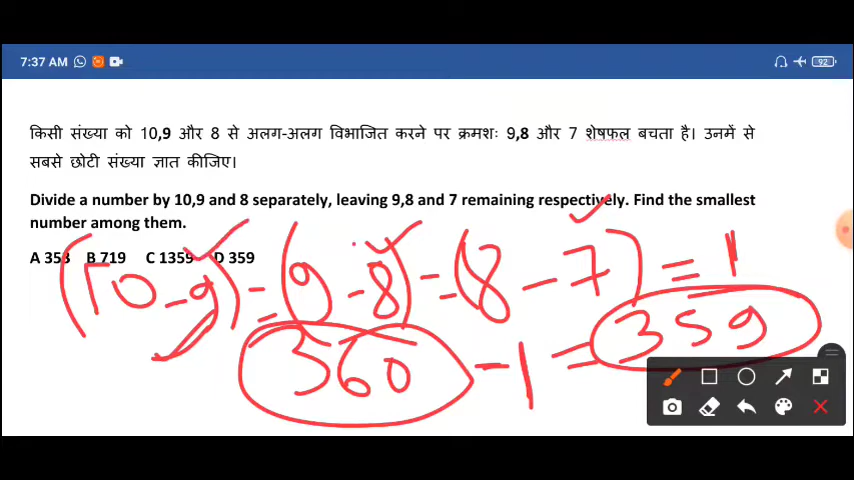 7:37 AM
92
किसी संख्या को 10,9 और 8 से अलग-अलग विभाजित करने पर क्रमशः 9,8 और 7 शेषफल बचता है। उनमें से
सबसे छोटी संख्या ज्ञात कीजिए।
Divide a number by 10,9 and 8 separately, leaving 9,8 and 7 remaining respectively. Find the smallest
number among them.
A 358 B 719 C 1359 D 359
(10-9) = (9-8) = (8-7) = 1
360 - 1 = 359